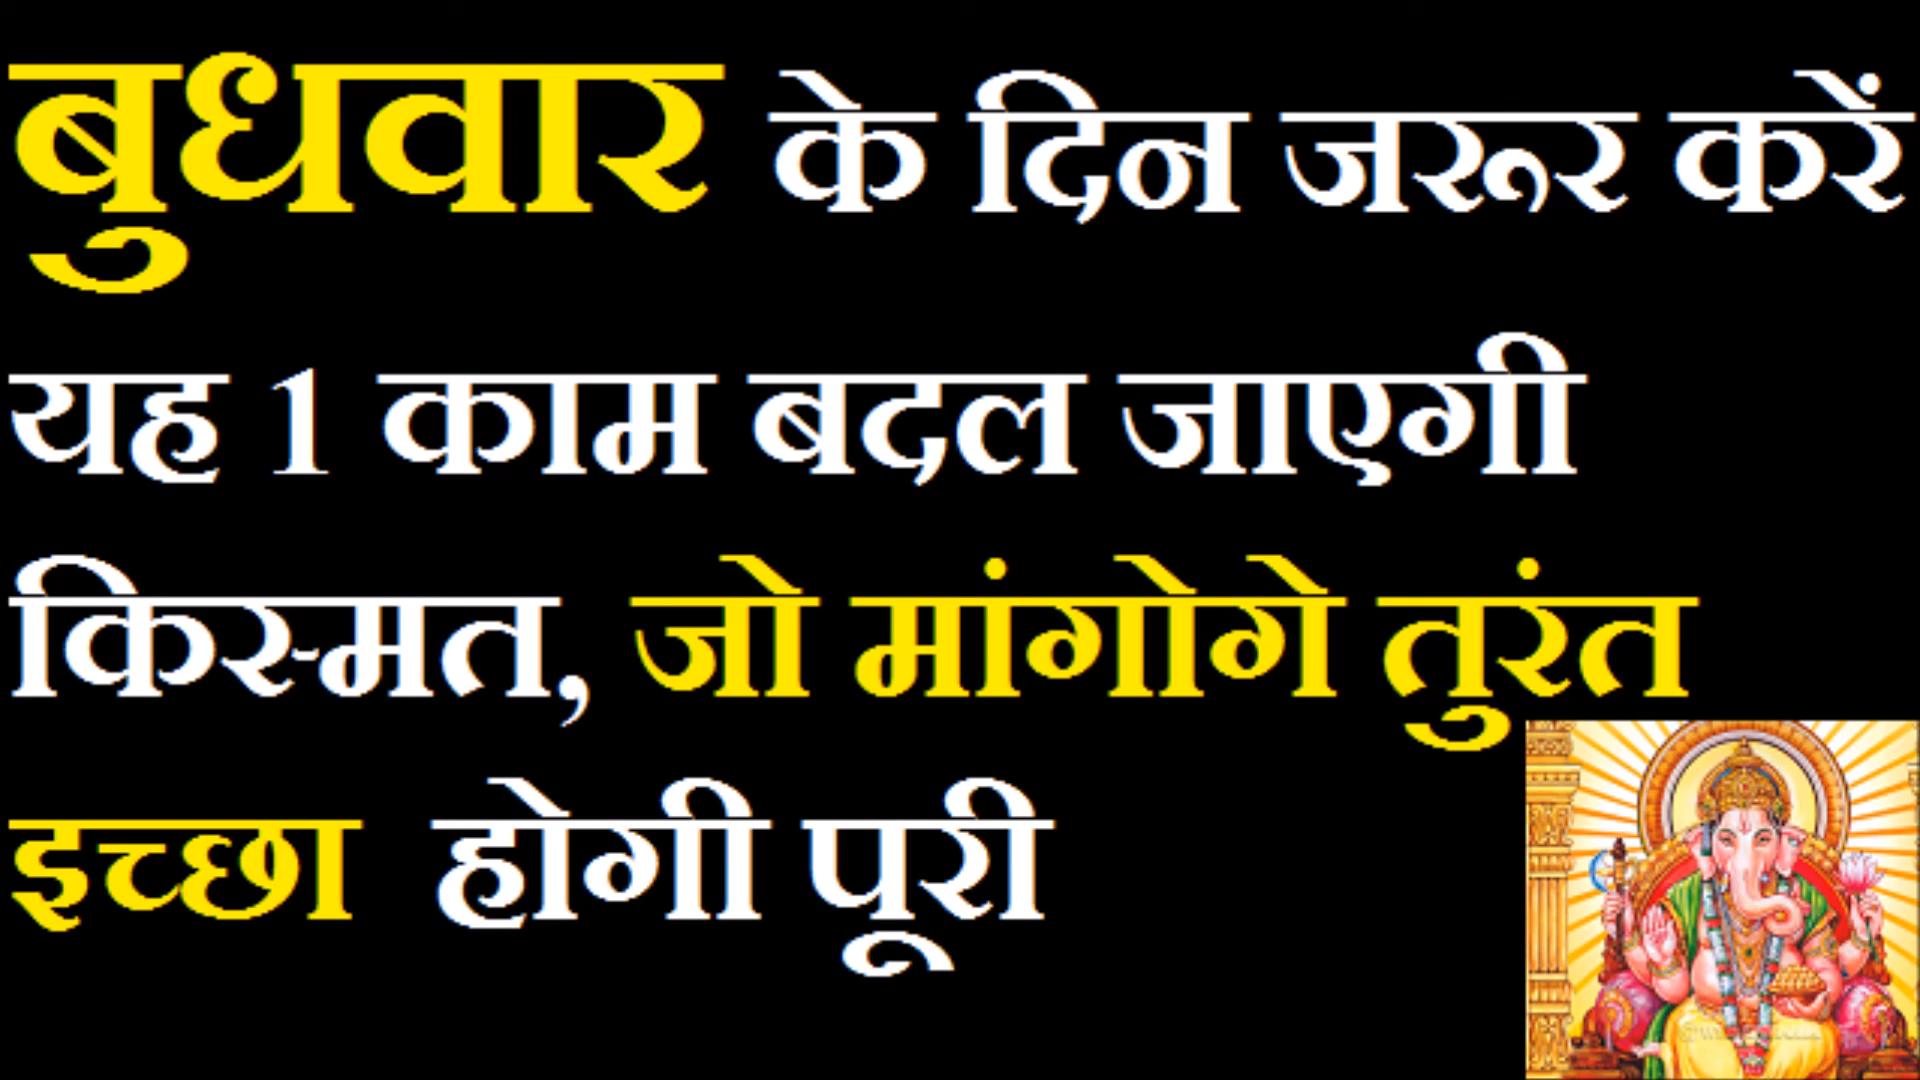 बुधवार के दिन जरूर करें
यह 1 काम बदल जाएगी
किस्मत, जो मांगोगे तुरंत
इच्छा होगी पूरी